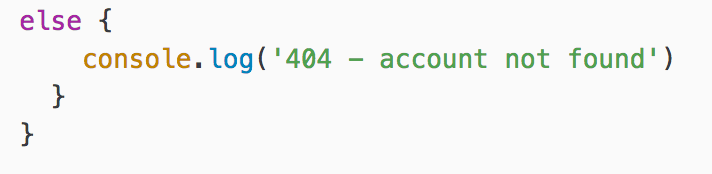 else {
console.log('404 – account not found')
}
}